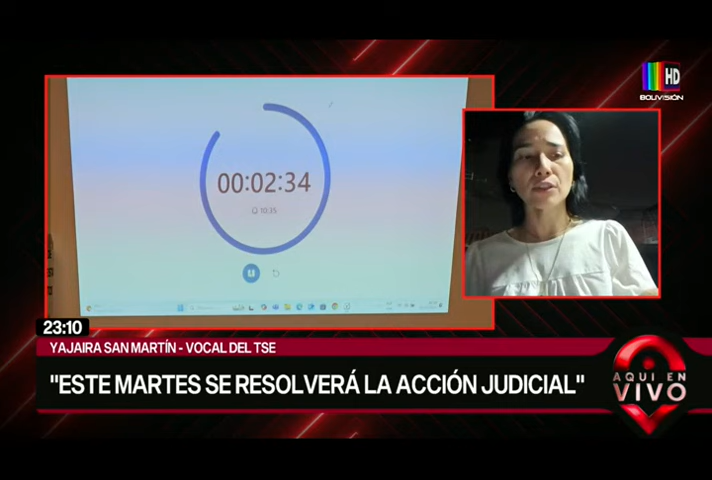 HD
BOLIVISIÓN
00:02:34
10:35
23:10
YAJAIRA SAN MARTÍN - VOCAL DEL TSE
"ESTE MARTES SE RESOLVERÁ LA ACCIÓN JUDICIAL"
AQUI EN
VIVO